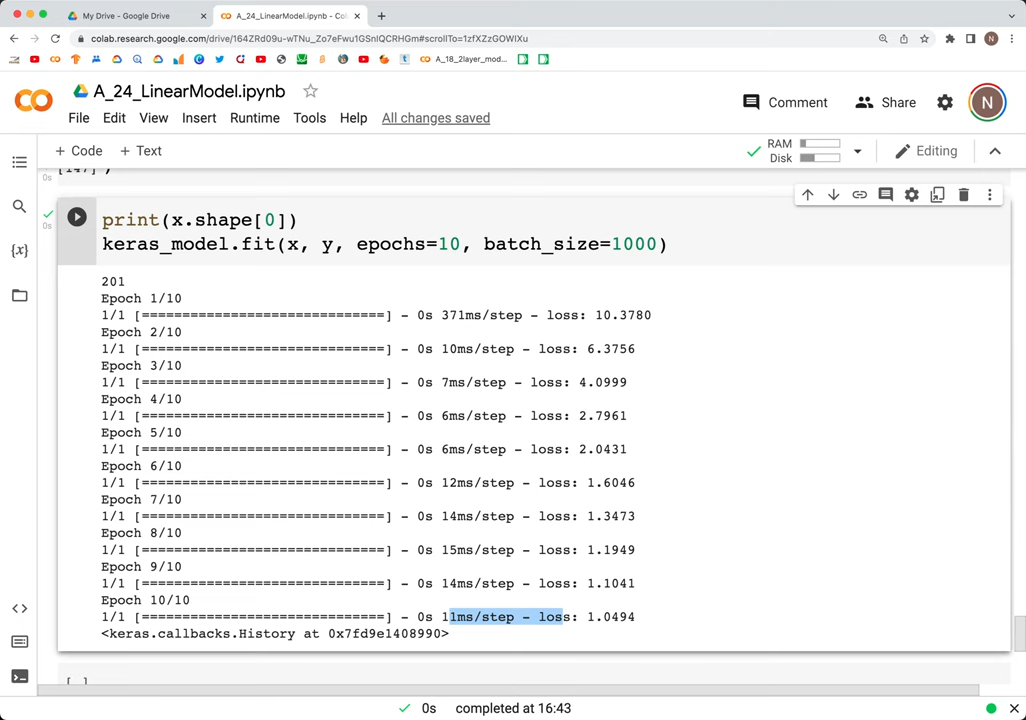 My Drive - Google Drive
A_24_LinearModel.ipynb - Col
colab.research.google.com/drive/164ZRd09u-wTNu_Zo7eFwu1GSnIQCRHGm#scrollTo=1zfXZzGOWIXu
N
A_18_2layer_mod...
A_24_LinearModel.ipynb
Comment
Share
N
File Edit View Insert Runtime Tools Help All changes saved
+ Code + Text
RAM
Disk
Editing
[147] )
0s
print(x.shape[0])
0s
keras_model.fit(x, y, epochs=10, batch_size=1000)
{x}
201
Epoch 1/10
1/1 [==============================] - 0s 371ms/step - loss: 10.3780
Epoch 2/10
1/1 [==============================] - 0s 10ms/step - loss: 6.3756
Epoch 3/10
1/1 [==============================] - 0s 7ms/step - loss: 4.0999
Epoch 4/10
1/1 [==============================] - 0s 6ms/step - loss: 2.7961
Epoch 5/10
1/1 [==============================] - 0s 6ms/step - loss: 2.0431
Epoch 6/10
1/1 [==============================] - 0s 12ms/step - loss: 1.6046
Epoch 7/10
1/1 [==============================] - 0s 14ms/step - loss: 1.3473
Epoch 8/10
1/1 [==============================] - 0s 15ms/step - loss: 1.1949
Epoch 9/10
1/1 [==============================] - 0s 14ms/step - loss: 1.1041
Epoch 10/10
1/1 [==============================] - 0s 11ms/step - loss: 1.0494
<keras.callbacks.History at 0x7fd9e1408990>
[ ]
0s completed at 16:43